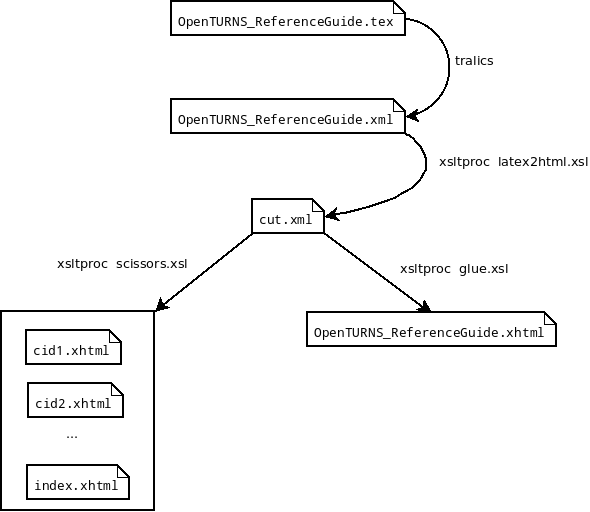 OpenTURNS_ReferenceGuide.tex
tralics
OpenTURNS_ReferenceGuide.xml
xsltproc latex2html.xsl
cut.xml
xsltproc scissors.xsl
xsltproc glue.xsl
OpenTURNS_ReferenceGuide.xhtml
cid1.xhtml
cid2.xhtml
...
index.xhtml